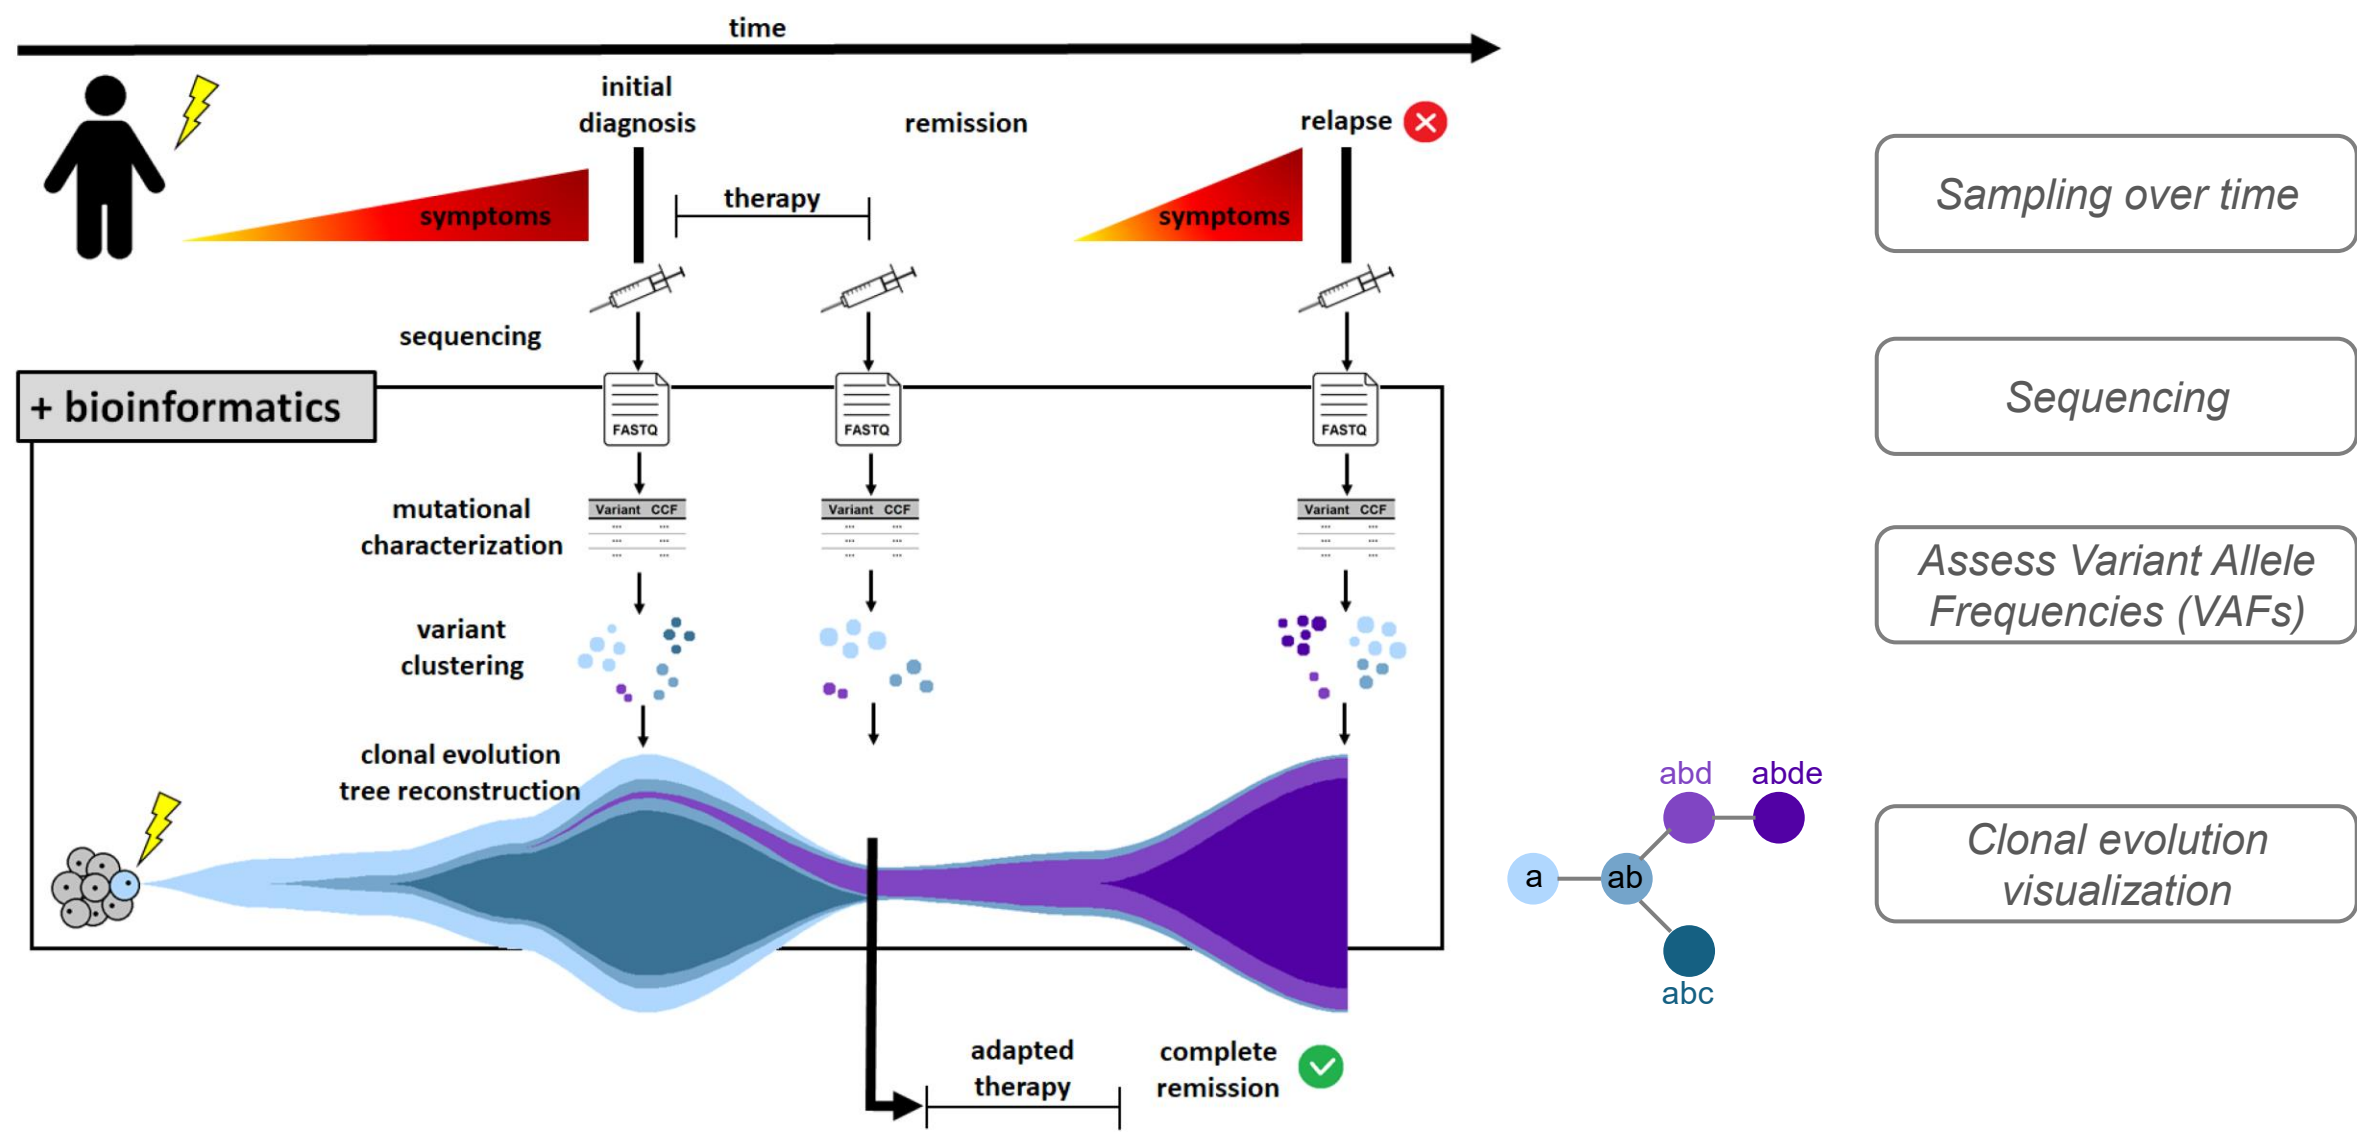 time
initial
diagnosis
remission
relapse
therapy
symptoms
symptoms
Sampling over time
sequencing
Sequencing
+ bioinformatics
FASTQ
FASTQ
FASTQ
mutational
characterization
Variant CCF
... ...
... ...
... ...
Variant CCF
... ...
... ...
... ...
Variant CCF
... ...
... ...
... ...
Assess Variant Allele
Frequencies (VAFs)
variant
clustering
clonal evolution
tree reconstruction
abd
abde
a
ab
abc
Clonal evolution
visualization
adapted
therapy
complete
remission